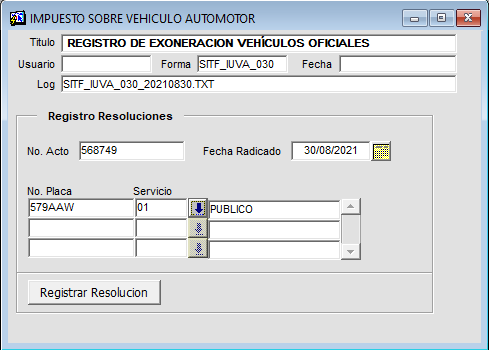 IMPUESTO SOBRE VEHICULO AUTOMOTOR
Titulo REGISTRO DE EXONERACION VEHÍCULOS OFICIALES
Usuario Forma SITF_IUVA_030 Fecha
Log SITF_IUVA_030_20210830.TXT
Registro Resoluciones
No. Acto 568749 Fecha Radicado 30/08/2021
No. Placa Servicio
579AAW 01 PUBLICO
Registrar Resolucion